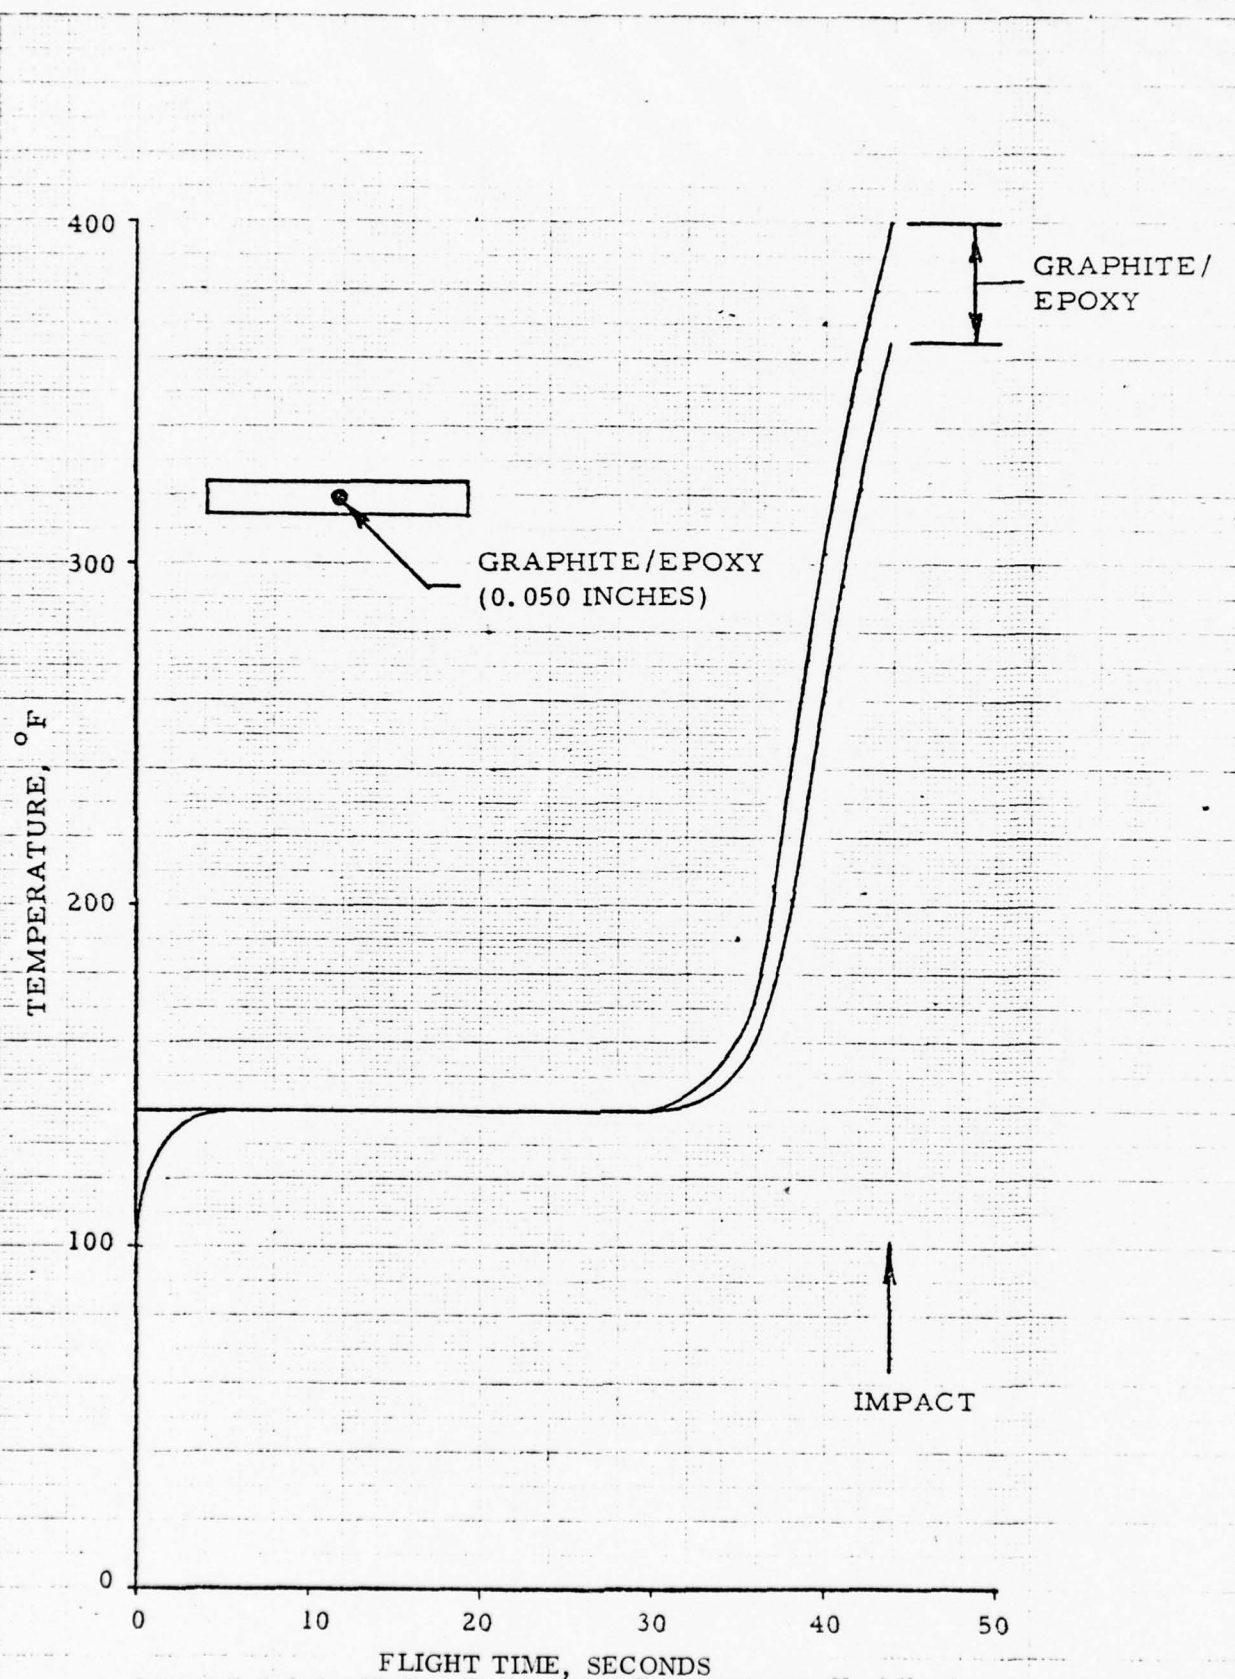 400
GRAPHITE/
EPOXY
300
GRAPHITE/EPOXY
(0.050 INCHES)
TEMPERATURE, °F
200
100
IMPACT
0
0 10 20 30 40 50
FLIGHT TIME, SECONDS